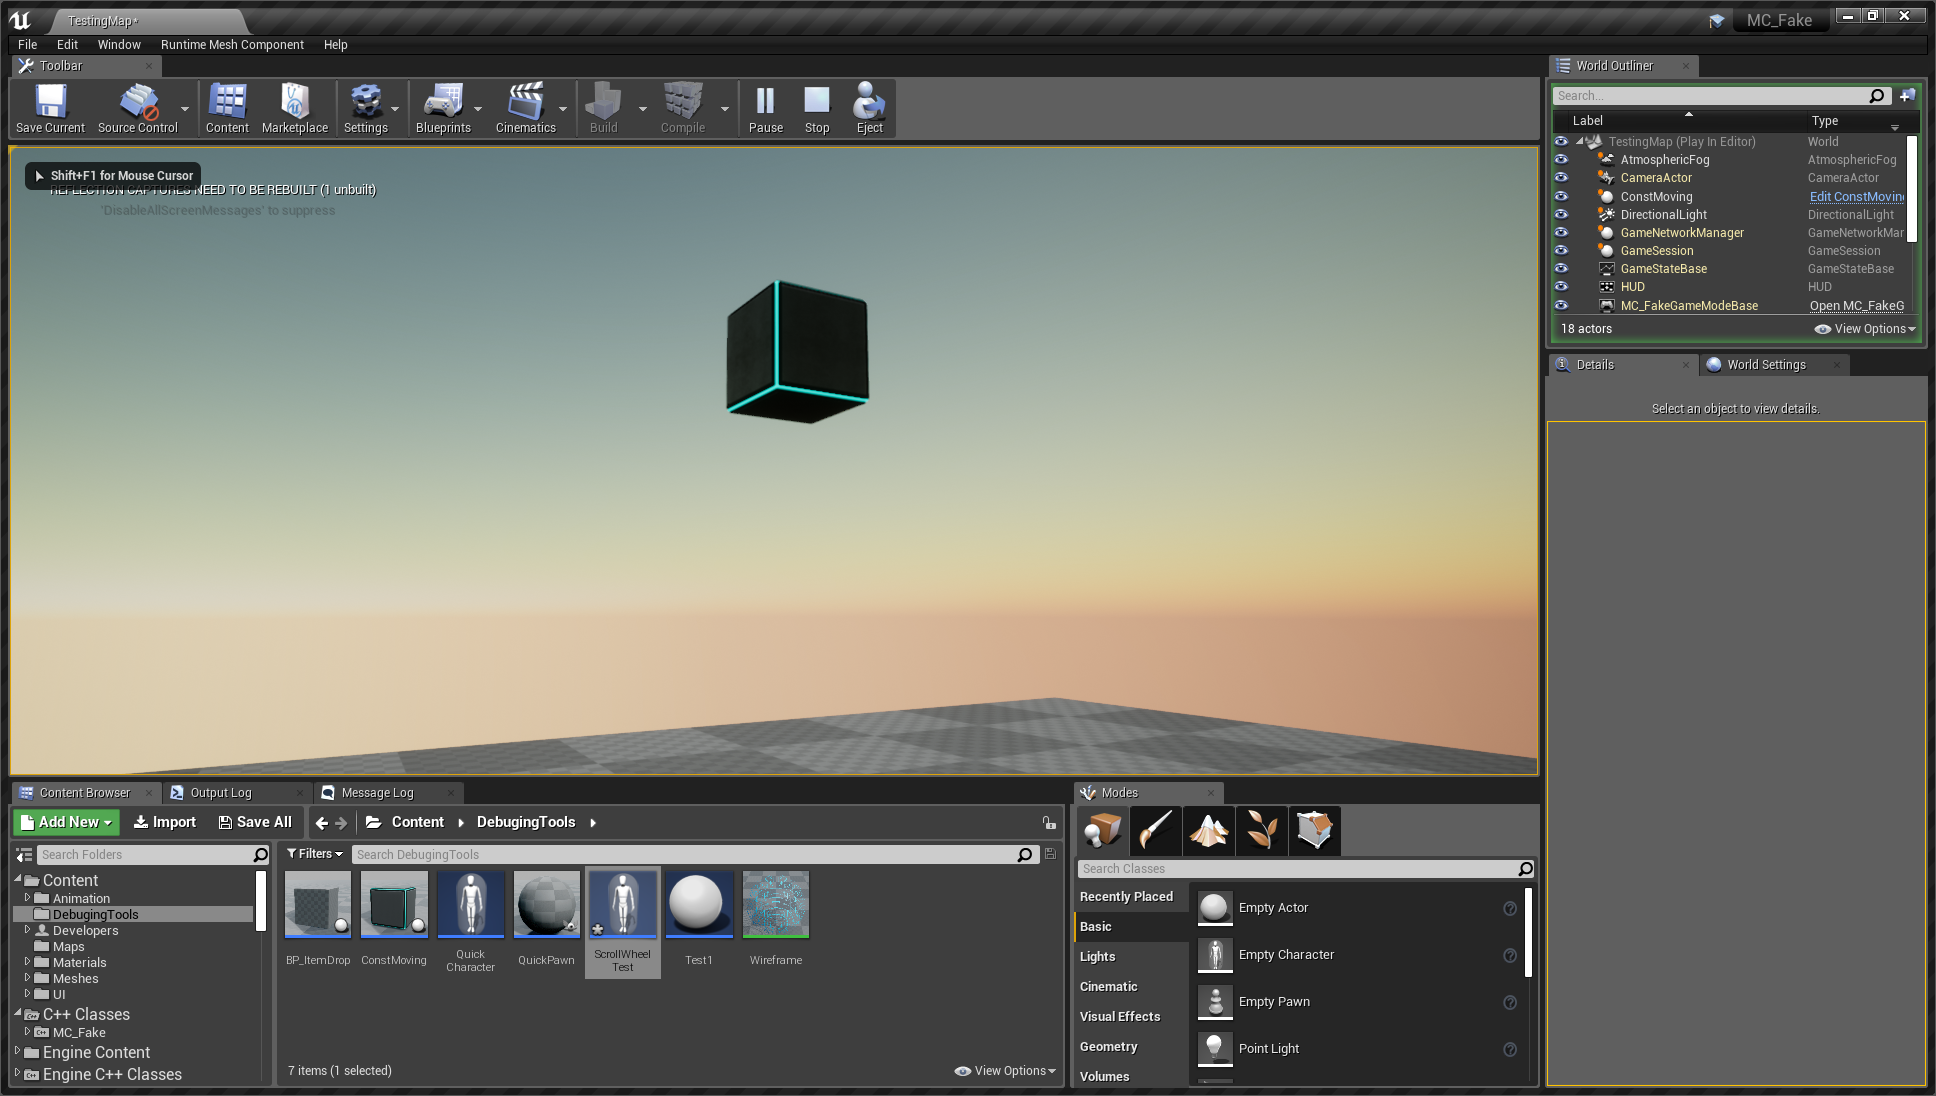 TestingMap*
MC_Fake
File Edit Window Runtime Mesh Component Help
Toolbar
Save Current Source Control Content Marketplace Settings Blueprints Cinematics Build Compile Pause Stop Eject
Shift+F1 for Mouse Cursor
REFLECTION CAPTURES NEED TO BE REBUILT (1 unbuilt)
'DisableAllScreenMessages' to suppress
World Outliner
Search...
Label Type
TestingMap (Play In Editor) World
AtmosphericFog AtmosphericFog
CameraActor CameraActor
ConstMoving Edit ConstMovin
DirectionalLight DirectionalLight
GameNetworkManager GameNetworkMar
GameSession GameSession
GameStateBase GameStateBase
HUD HUD
MC_FakeGameModeBase Open MC_FakeG
18 actors View Options
Details World Settings
Select an object to view details.
Content Browser Output Log Message Log
Add New Import Save All Content DebugingTools
Search Folders
Content
Animation
DebugingTools
Developers
Maps
Materials
Meshes
UI
C++ Classes
MC_Fake
Engine Content
Engine C++ Classes
Filters Search DebugingTools
BP_ItemDrop ConstMoving Quick Character QuickPawn ScrollWheel Test Test1 Wireframe
7 items (1 selected) View Options
Modes
Search Classes
Recently Placed
Basic
Lights
Cinematic
Visual Effects
Geometry
Volumes
Empty Actor
Empty Character
Empty Pawn
Point Light